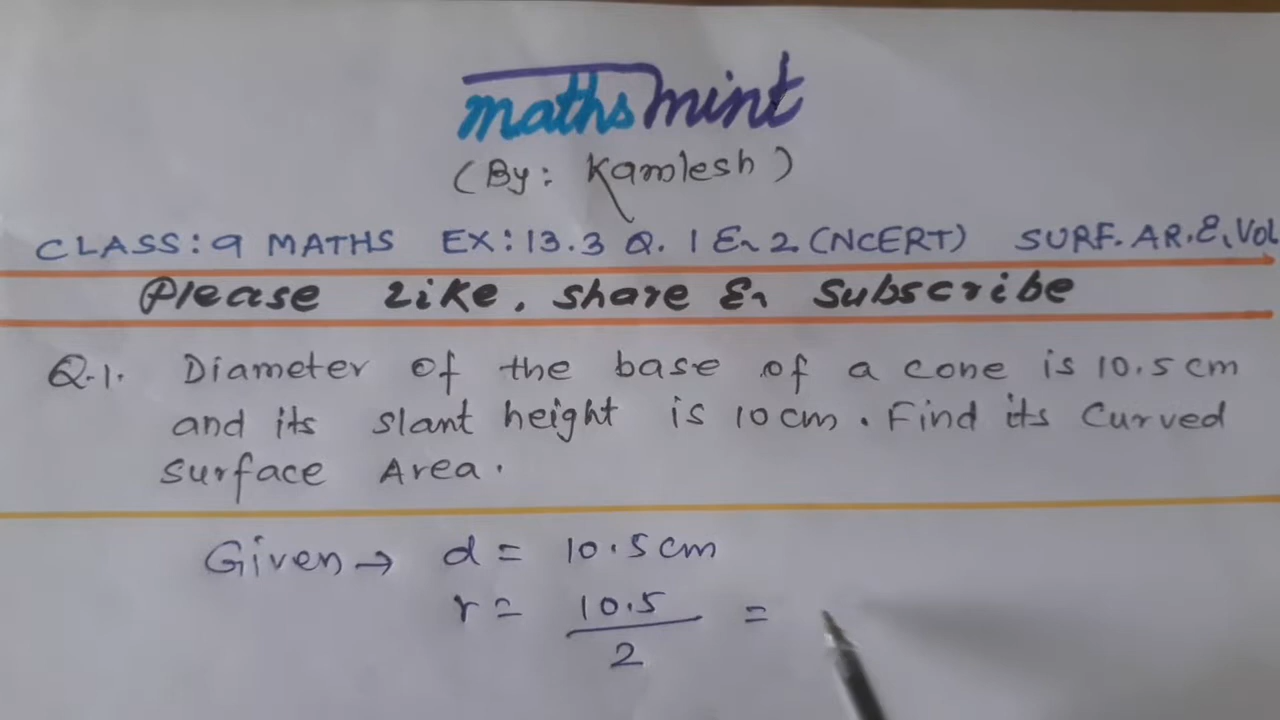 maths mint
(By: Kamlesh)
CLASS: 9 MATHS EX: 13.3 Q. 1 & 2 (NCERT) SURF. AR. & Vol
Please Like, Share & Subscribe
Q.1. Diameter of the base of a cone is 10.5 cm
and its slant height is 10 cm. Find its Curved
Surface Area.
Given → d = 10.5 cm
r = 10.5 =
2